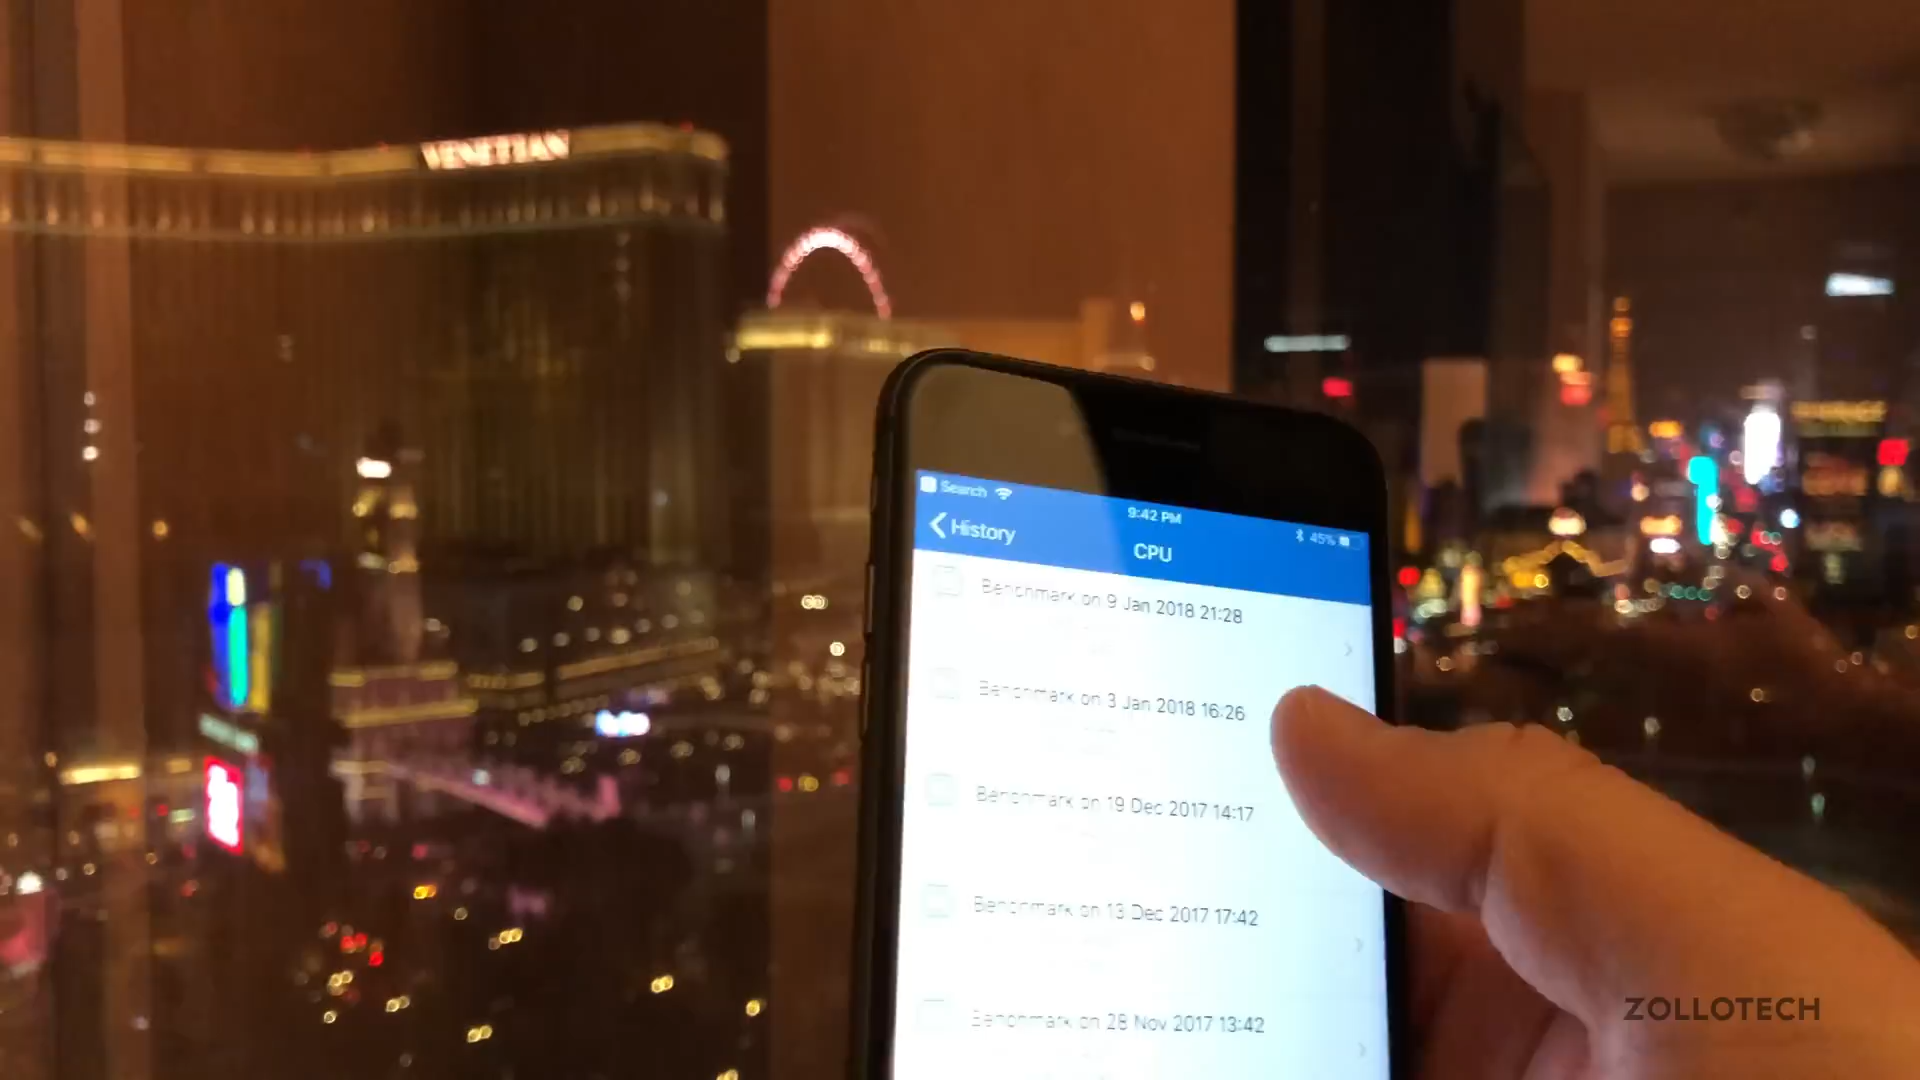 VENETIAN
Search
9:42 PM
45%
History
CPU
Benchmark on 9 Jan 2018 21:28
Benchmark on 3 Jan 2018 16:26
Benchmark on 19 Dec 2017 14:17
Benchmark on 13 Dec 2017 17:42
Benchmark on 28 Nov 2017 13:42
ZOLLOTECH